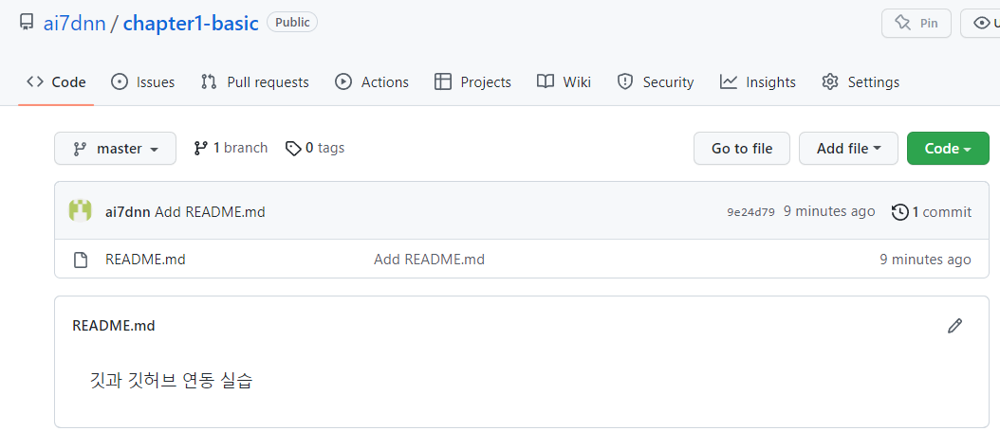 ai7dnn / chapter1-basic Public Pin
Code Issues Pull requests Actions Projects Wiki Security Insights Settings
master 1 branch 0 tags Go to file Add file Code
ai7dnn Add README.md 9e24d79 9 minutes ago 1 commit
README.md Add README.md 9 minutes ago
README.md
깃과 깃허브 연동 실습